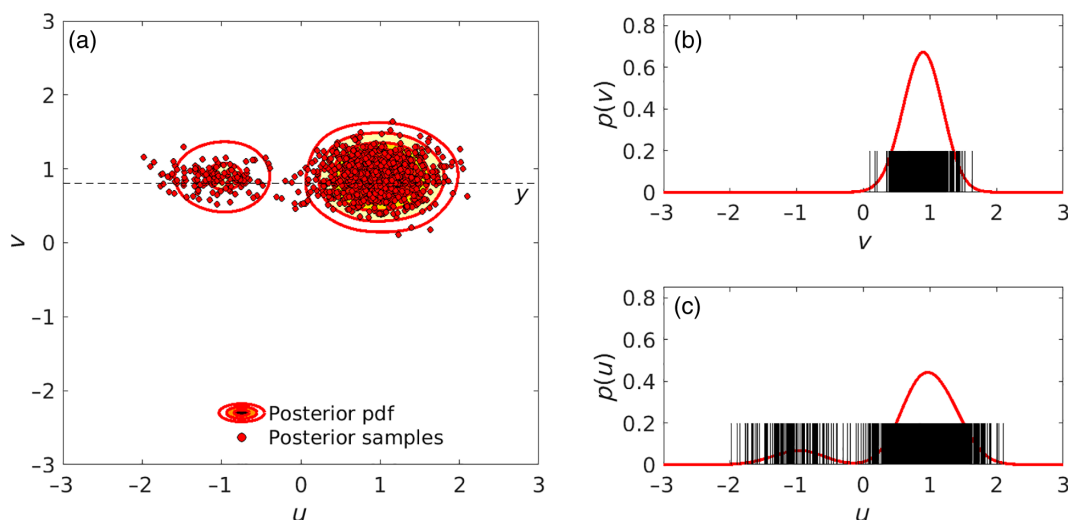 (a)
3
2
1
0
–1
–2
–3
v
y
Posterior pdf
Posterior samples
–3 –2 –1 0 1 2 3
u
(b)
0.8
0.6
0.4
0.2
0
p(v)
–3 –2 –1 0 1 2 3
v
(c)
0.8
0.6
0.4
0.2
0
p(u)
–3 –2 –1 0 1 2 3
u